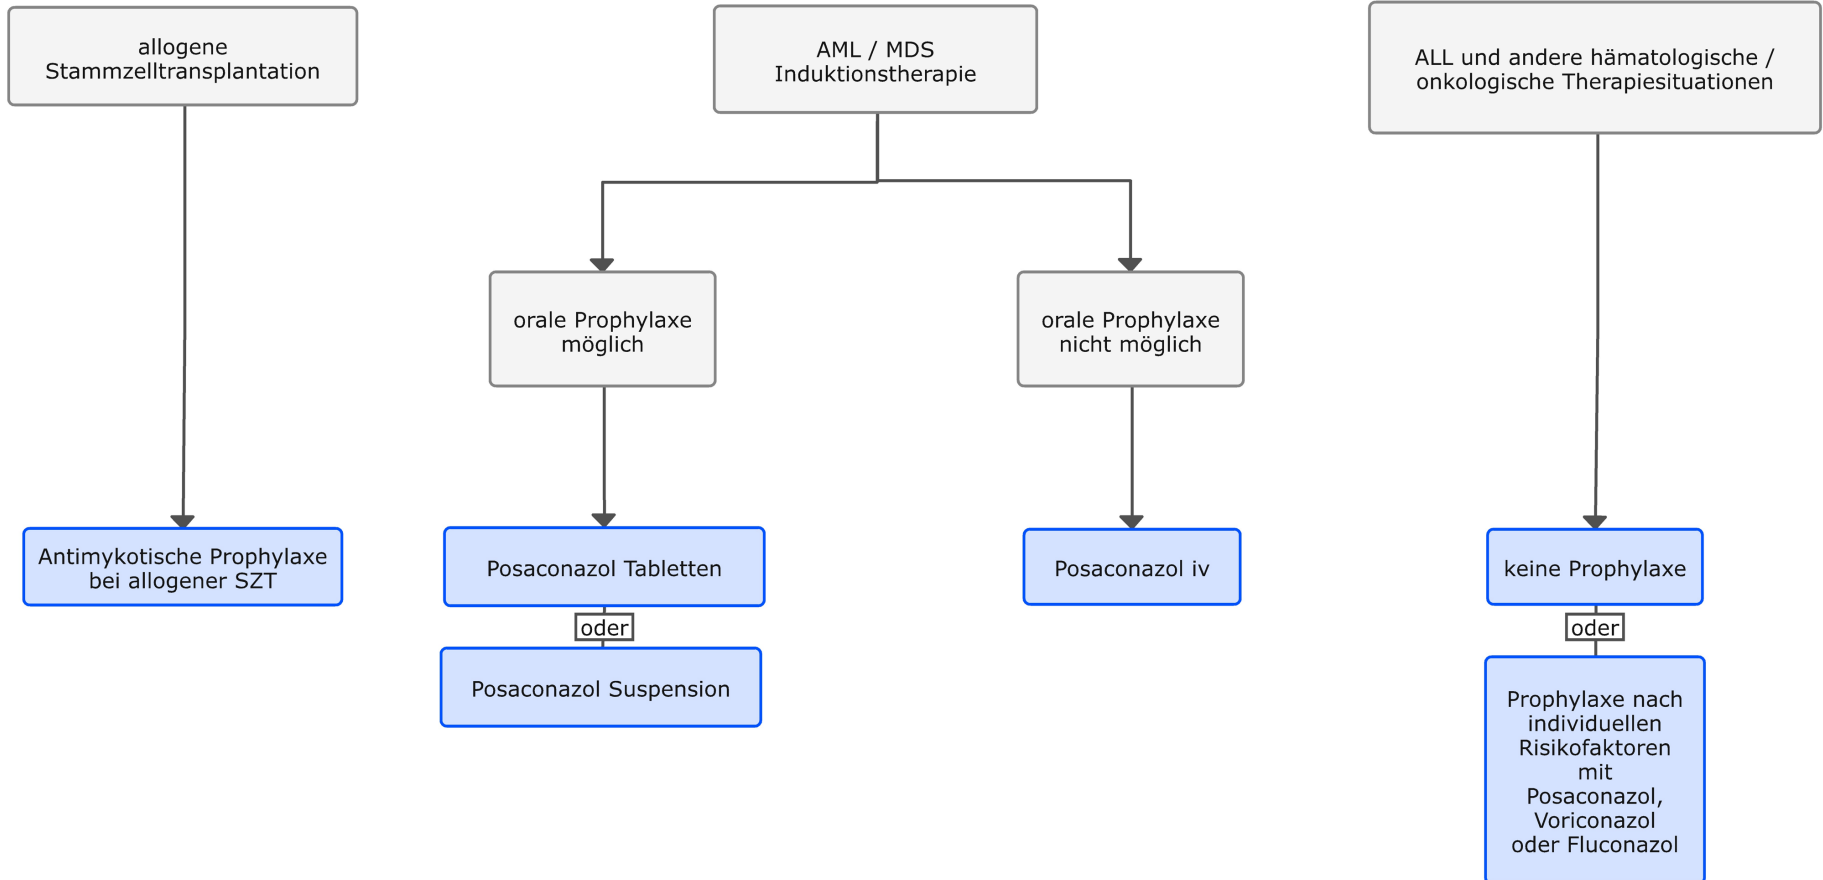 allogene
Stammzelltransplantation
AML / MDS
Induktionstherapie
ALL und andere hämatologische /
onkologische Therapiesituationen
orale Prophylaxe
möglich
orale Prophylaxe
nicht möglich
Antimykotische Prophylaxe
bei allogener SZT
Posaconazol Tabletten
oder
Posaconazol Suspension
Posaconazol iv
keine Prophylaxe
oder
Prophylaxe nach
individuellen
Risikofaktoren
mit
Posaconazol,
Voriconazol
oder Fluconazol